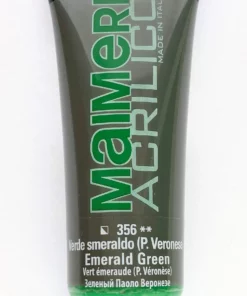 MaimeRi
ACRILICO
MADE IN ITALY
356 **
Verde smeraldo (P. Veronese)
Emerald Green
Vert émeraude (P. Véronèse)
Зеленый Паоло Веронезе